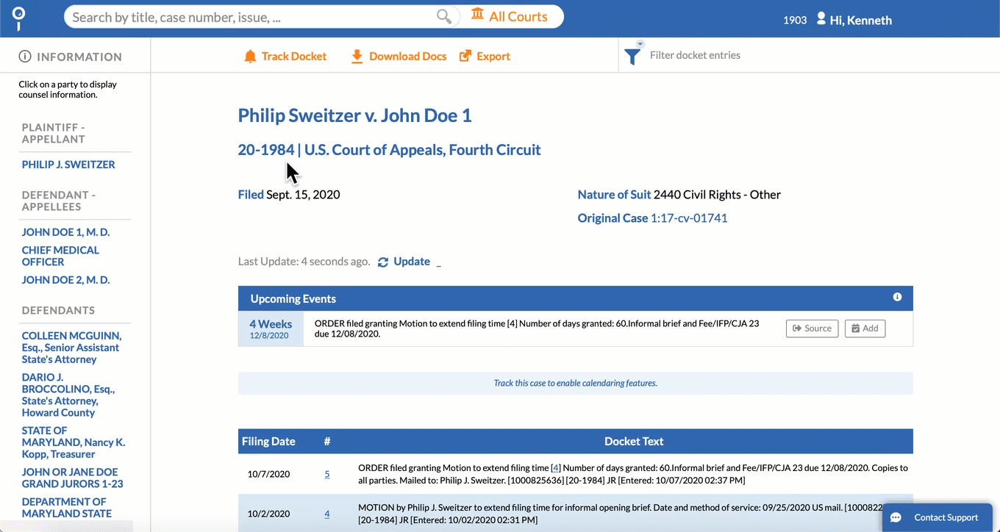 Search by title, case number, issue, ...
All Courts
1903
Hi, Kenneth
INFORMATION
Track Docket
Download Docs
Export
Filter docket entries
Click on a party to display
counsel information.
PLAINTIFF -
APPELLANT
PHILIP J. SWEITZER
DEFENDANT -
APPELLEES
JOHN DOE 1, M. D.
CHIEF MEDICAL
OFFICER
JOHN DOE 2, M. D.
DEFENDANTS
COLLEEN MCGUINN,
Esq., Senior Assistant
State's Attorney
DARIO J.
BROCCOLINO, Esq.,
State's Attorney,
Howard County
STATE OF
MARYLAND, Nancy K.
Kopp, Treasurer
JOHN OR JANE DOE
GRAND JURORS 1-23
DEPARTMENT OF
MARYLAND STATE
Philip Sweitzer v. John Doe 1
20-1984 | U.S. Court of Appeals, Fourth Circuit
Filed Sept. 15, 2020
Nature of Suit 2440 Civil Rights - Other
Original Case 1:17-cv-01741
Last Update: 4 seconds ago. Update _
Upcoming Events
4 Weeks
12/8/2020
ORDER filed granting Motion to extend filing time [4] Number of days granted: 60.Informal brief and Fee/IFP/CJA 23
due 12/08/2020.
Source
Add
Track this case to enable calendaring features.
Filing Date # Docket Text
10/7/2020 5
ORDER filed granting Motion to extend filing time [4] Number of days granted: 60.Informal brief and Fee/IFP/CJA 23 due 12/08/2020. Copies to
all parties. Mailed to: Philip J. Sweitzer. [1000825636] [20-1984] JR [Entered: 10/07/2020 02:37 PM]
10/2/2020 4
MOTION by Philip J. Sweitzer to extend filing time for informal opening brief. Date and method of service: 09/25/2020 US mail. [1000822
[20-1984] JR [Entered: 10/02/2020 02:31 PM]
Contact Support